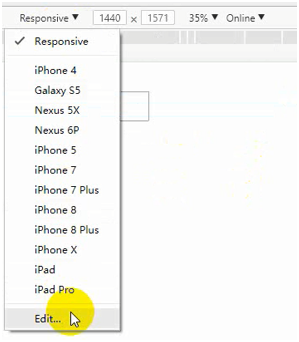 Responsive ▼ 1440 × 1571 35% ▼ Online ▼
Responsive
iPhone 4
Galaxy S5
Nexus 5X
Nexus 6P
iPhone 5
iPhone 7
iPhone 7 Plus
iPhone 8
iPhone 8 Plus
iPhone X
iPad
iPad Pro
Edit...